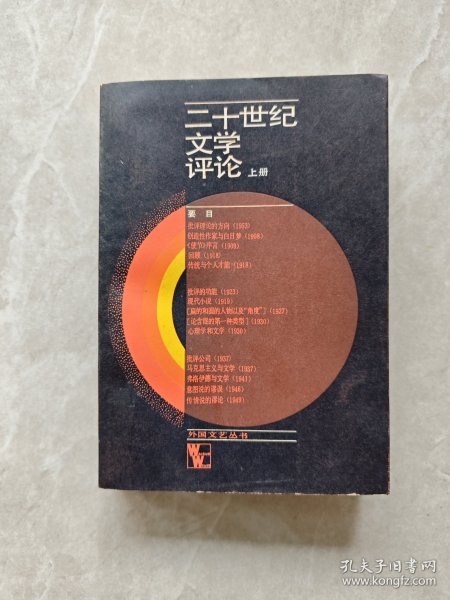 二十世纪
文学
评论 上册
要目
批评理论的方向 (1953)
创造性作家与白日梦 (1908)
《使节》序言 (1909)
回顾 (1918)
传统与个人才能 (1919)
批评的功能 (1923)
现代小说 (1919)
[扁的和圆的人物以及“角度”] (1927)
[论含混的第一种类型] (1930)
心理学和文学 (1930)
批评公司 (1937)
马克思主义与文学 (1937)
弗洛伊德与文学 (1941)
意图说的谬误 (1946)
传情说的谬论 (1949)
外国文艺丛书
孔夫子旧书网
www.kongfz.com